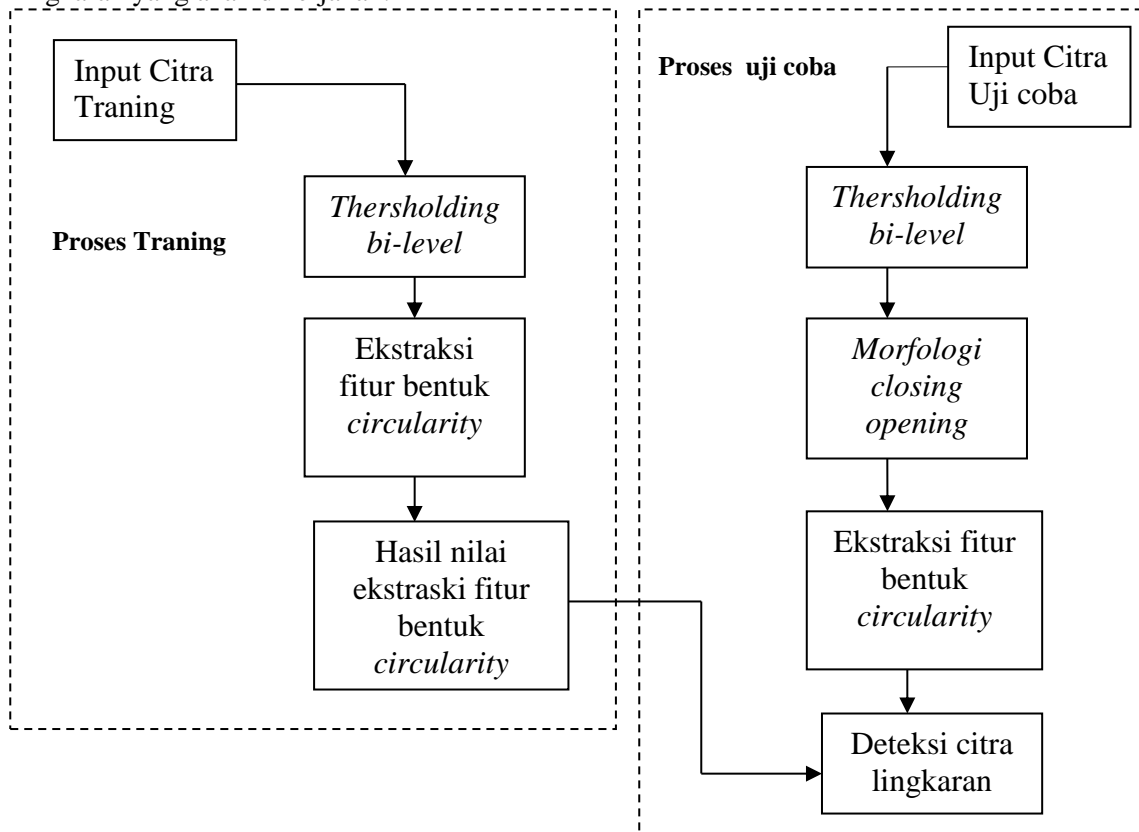 Input Citra
Traning
Thersholding
bi-level
Proses Traning
Ekstraksi
fitur bentuk
circularity
Hasil nilai
ekstraski fitur
bentuk
circularity
Proses uji coba
Input Citra
Uji coba
Thersholding
bi-level
Morfologi
closing
opening
Ekstraksi fitur
bentuk
circularity
Deteksi citra
lingkaran